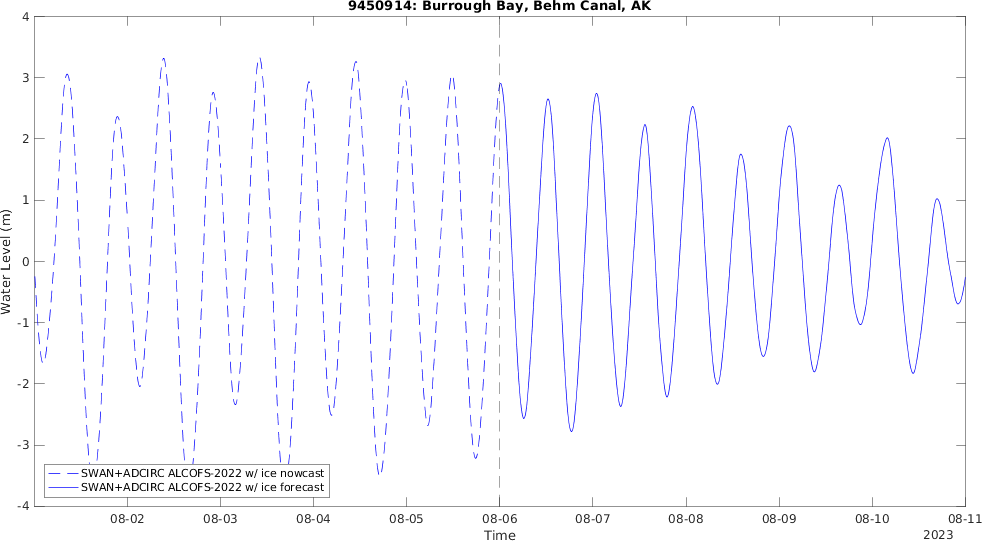 9450914: Burrough Bay, Behm Canal, AK
4
3
2
1
0
-1
-2
-3
-4
Water Level (m)
SWAN+ADCIRC ALCOFS-2022 w/ ice nowcast
SWAN+ADCIRC ALCOFS-2022 w/ ice forecast
08-02 08-03 08-04 08-05 08-06 08-07 08-08 08-09 08-10 08-11
Time
2023